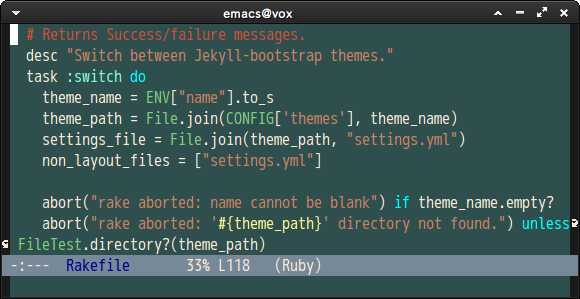 emacs@vox
# Returns Success/failure messages.
desc "Switch between Jekyll-bootstrap themes."
task :switch do
theme_name = ENV["name"].to_s
theme_path = File.join(CONFIG['themes'], theme_name)
settings_file = File.join(theme_path, "settings.yml")
non_layout_files = ["settings.yml"]
abort("rake aborted: name cannot be blank") if theme_name.empty?
abort("rake aborted: '#{theme_path}' directory not found.") unless
FileTest.directory?(theme_path)
-:--- Rakefile 33% L118 (Ruby)